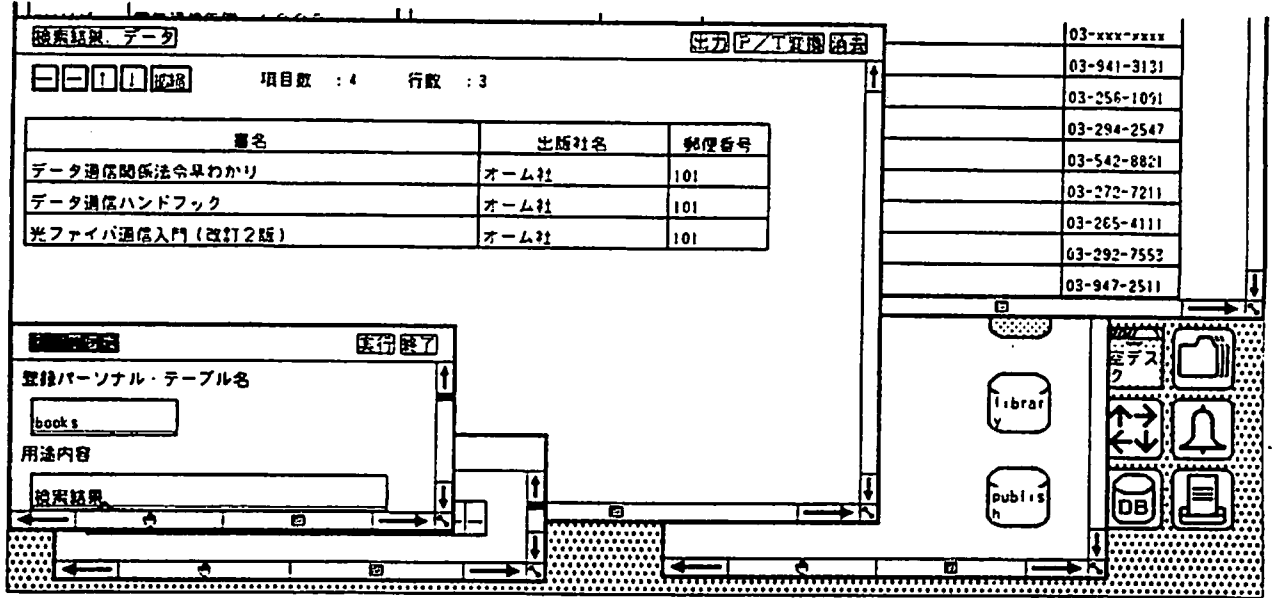 検索結果. データ 出力 P/T変換 消去
項目数 : 4 行数 : 3
書名 出版社名 郵便番号
データ通信関係法令早わかり オーム社 101
データ通信ハンドブック オーム社 101
光ファイバ通信入門(改訂2版) オーム社 101
03-xxx-xxxx
03-941-3131
03-256-1091
03-294-2547
03-542-8821
03-272-7211
03-265-4111
03-292-7553
03-947-2511
実行 終了
登録パーソナル・テーブル名
books
用途内容
検索結果
librar
y
publis
h
空デス
ク
DB